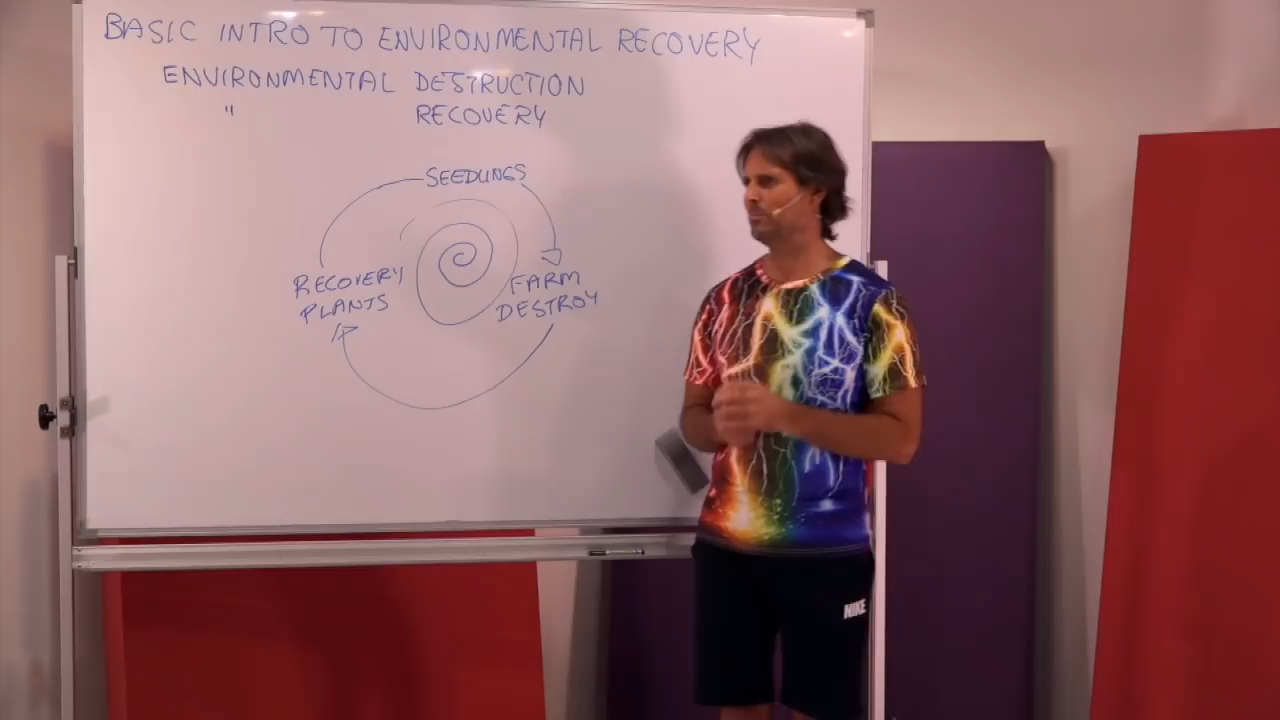 BASIC INTRO TO ENVIRONMENTAL RECOVERY
ENVIRONMENTAL DESTRUCTION
" RECOVERY
SEEDLINGS
RECOVERY
PLANTS
FARM
DESTROY
NIKE